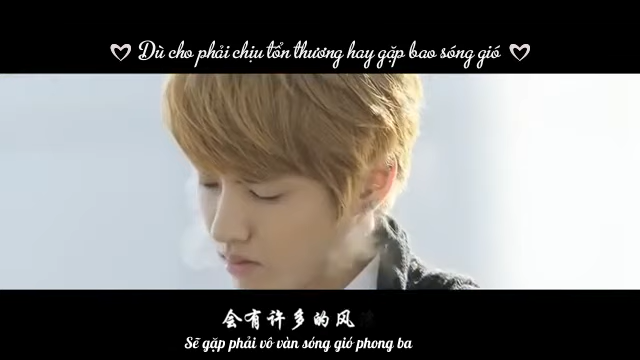 ♡ Dù cho phải chịu tổn thương hay gặp bao sóng gió ♡
会有许多的风
Sẽ gặp phải vô vàn sóng gió phong ba